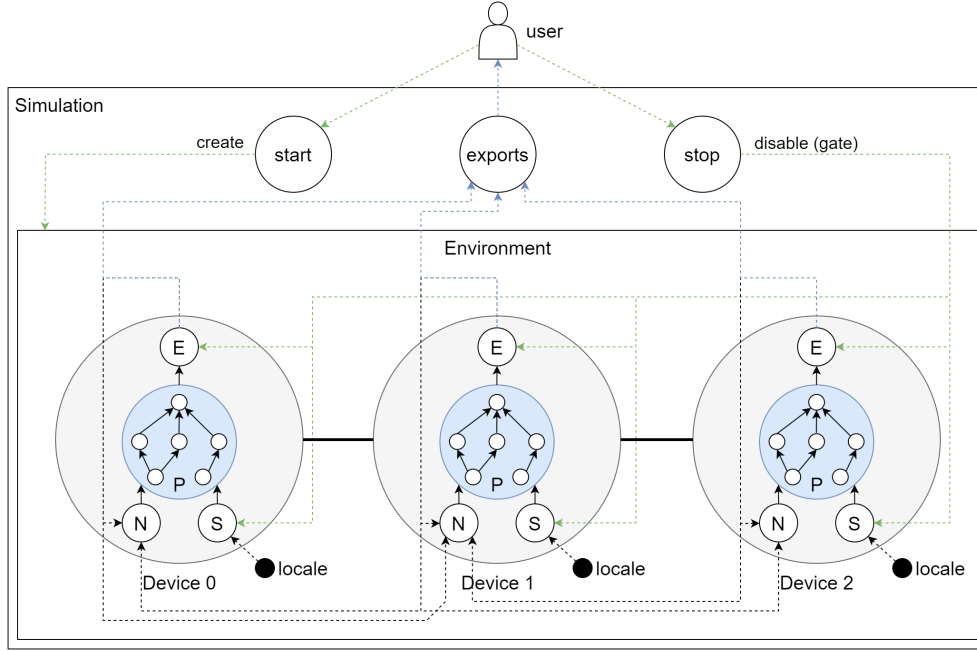 user
Simulation
create
start
exports
stop
disable (gate)
Environment
E
E
E
P
P
P
N
S
N
S
N
S
locale
locale
locale
Device 0
Device 1
Device 2